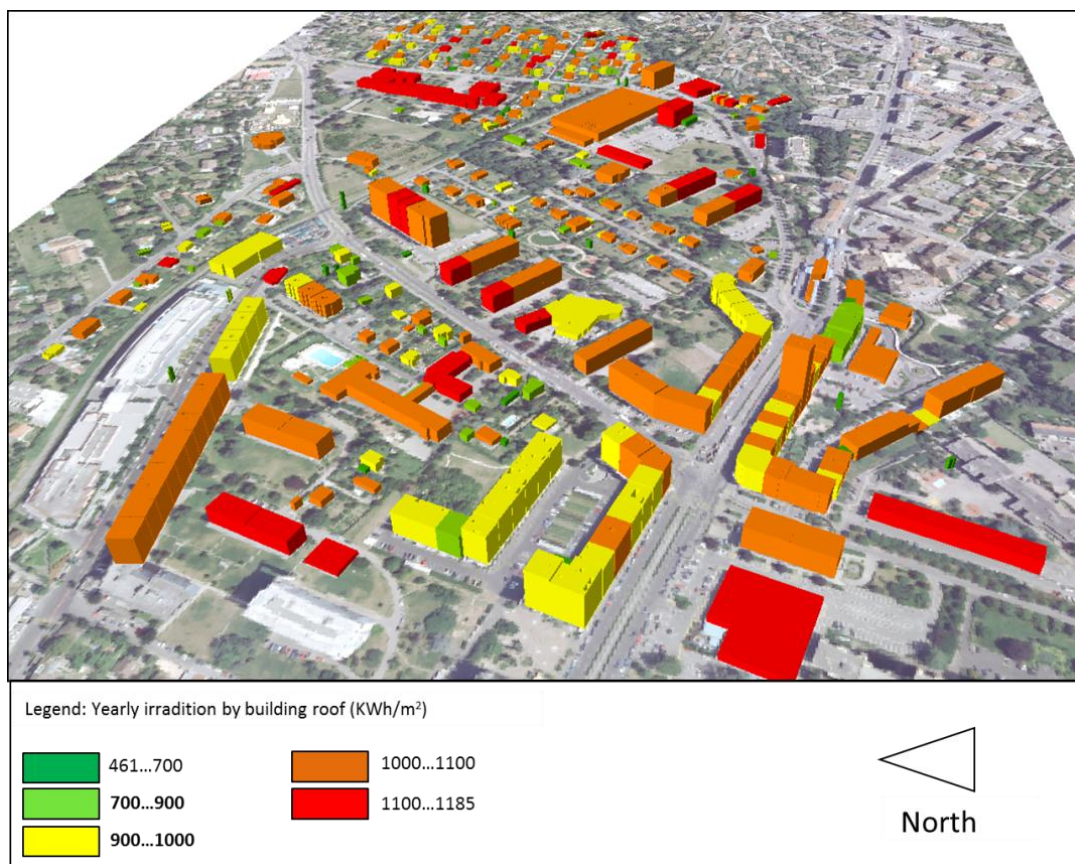 Legend: Yearly irradition by building roof (KWh/m²)
461...700
700...900
900...1000
1000...1100
1100...1185
North